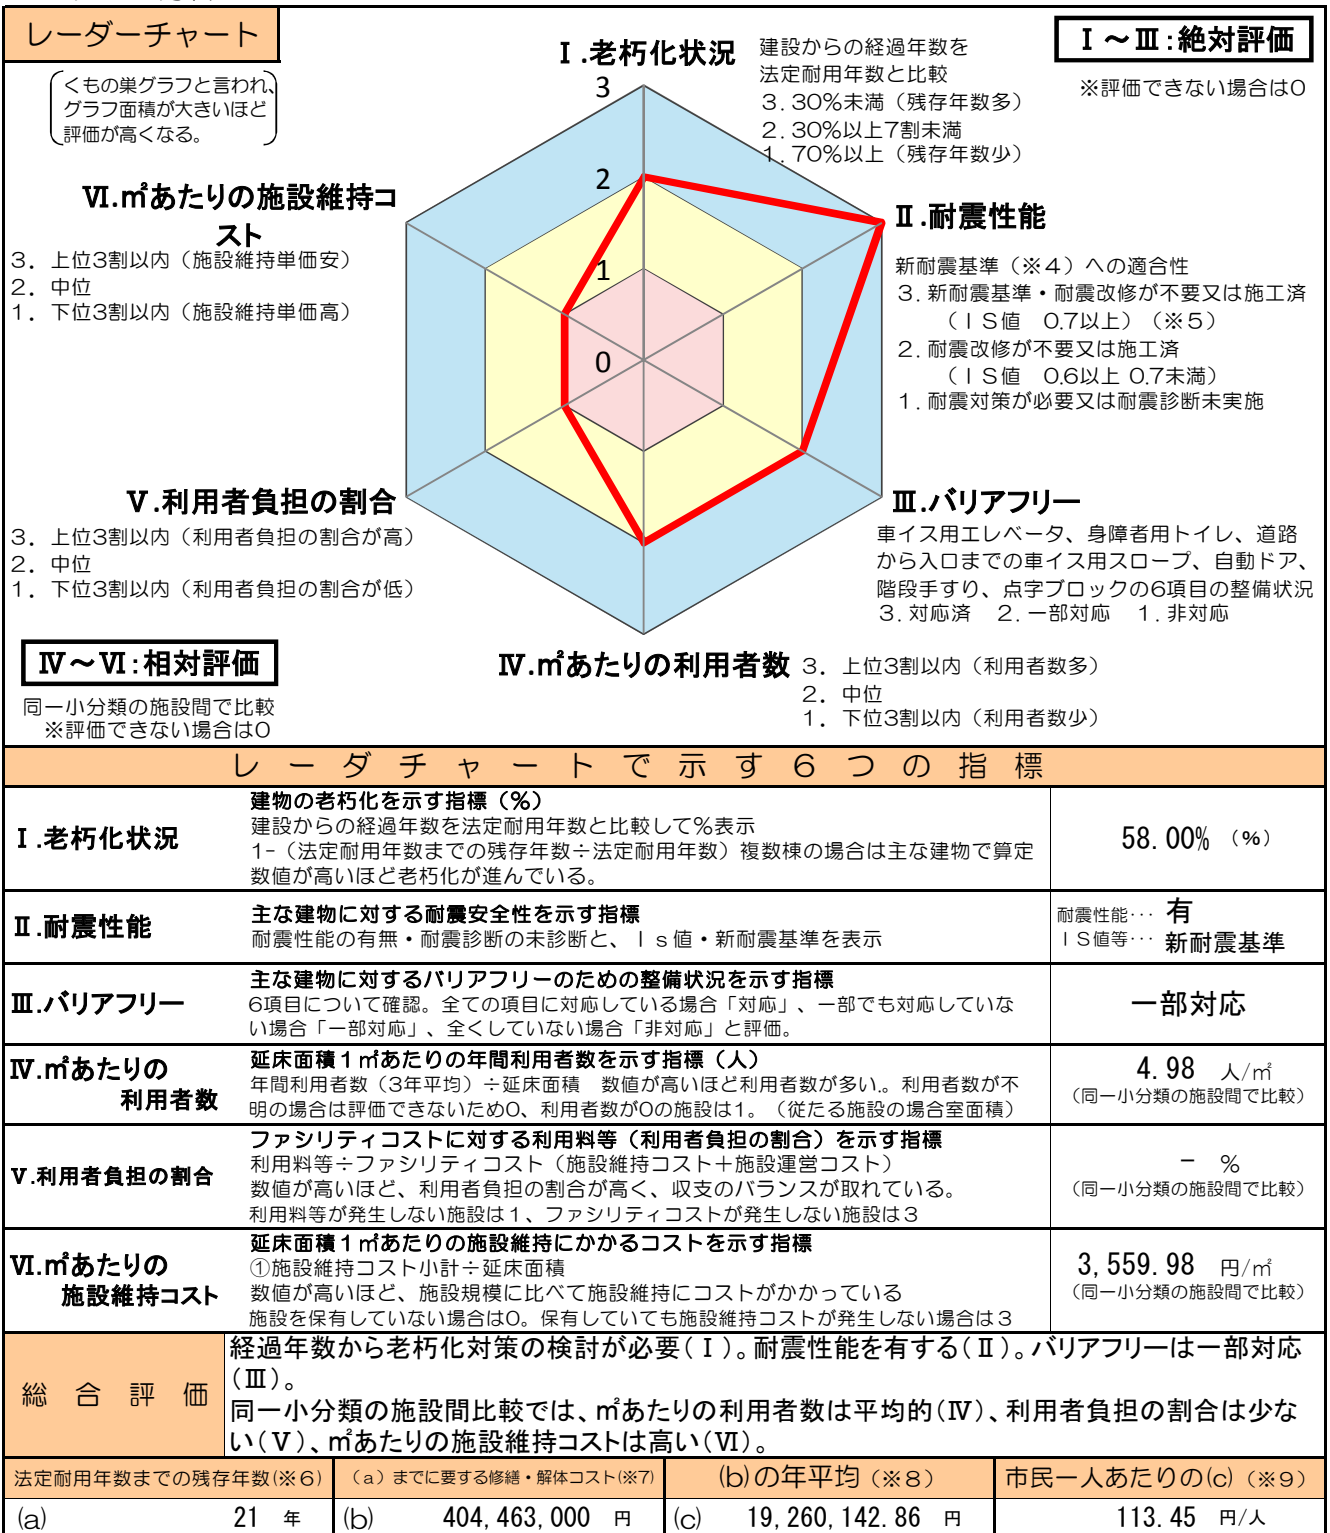 レーダーチャート
くもの巣グラフと言われ、
グラフ面積が大きいほど
評価が高くなる。
Ⅰ.老朽化状況
建設からの経過年数を
法定耐用年数と比較
3.30%未満（残存年数多）
2.30%以上7割未満
1.70%以上（残存年数少）
Ⅰ～Ⅲ:絶対評価
※評価できない場合は0
3
2
1
0
Ⅵ.㎡あたりの施設維持コ
スト
3．上位3割以内（施設維持単価安）
2．中位
1．下位3割以内（施設維持単価高）
Ⅱ.耐震性能
新耐震基準（※4）への適合性
3.新耐震基準・耐震改修が不要又は施工済
（ＩＳ値　0.7以上）（※5）
2.耐震改修が不要又は施工済
（ＩＳ値　0.6以上 0.7未満）
1.耐震対策が必要又は耐震診断未実施
Ⅴ.利用者負担の割合
3．上位3割以内（利用者負担の割合が高）
2．中位
1．下位3割以内（利用者負担の割合が低）
Ⅲ.バリアフリー
車イス用エレベータ、身障者用トイレ、道路
から入口までの車イス用スロープ、自動ドア、
階段手すり、点字ブロックの6項目の整備状況
3.対応済　2.一部対応　1.非対応
Ⅳ～Ⅵ:相対評価
同一小分類の施設間で比較
※評価できない場合は0
Ⅳ.㎡あたりの利用者数
3．上位3割以内（利用者数多）
2．中位
1．下位3割以内（利用者数少）
レーダチャートで示す6つの指標
Ⅰ.老朽化状況
建物の老朽化を示す指標（％）
建設からの経過年数を法定耐用年数と比較して%表示
1-（法定耐用年数までの残存年数÷法定耐用年数）複数棟の場合は主な建物で算定
数値が高いほど老朽化が進んでいる。
58.00% （%）
Ⅱ.耐震性能
主な建物に対する耐震安全性を示す指標
耐震性能の有無・耐震診断の未診断と、Ｉｓ値・新耐震基準を表示
耐震性能… 有
ＩＳ値等… 新耐震基準
Ⅲ.バリアフリー
主な建物に対するバリアフリーのための整備状況を示す指標
6項目について確認。全ての項目に対応している場合「対応」、一部でも対応していな
い場合「一部対応」、全くしていない場合「非対応」と評価。
一部対応
Ⅳ.㎡あたりの
利用者数
延床面積1㎡あたりの年間利用者数を示す指標（人）
年間利用者数（3年平均）÷延床面積　数値が高いほど利用者数が多い。利用者数が不
明の場合は評価できないため0、利用者数が0の施設は1。（従たる施設の場合室面積）
4.98 人/㎡
（同一小分類の施設間で比較）
Ⅴ.利用者負担の割合
ファシリティコストに対する利用料等（利用者負担の割合）を示す指標
利用料等÷ファシリティコスト（施設維持コスト＋施設運営コスト）
数値が高いほど、利用者負担の割合が高く、収支のバランスが取れている。
利用料等が発生しない施設は1、ファシリティコストが発生しない施設は3
－ %
（同一小分類の施設間で比較）
Ⅵ.㎡あたりの
施設維持コスト
延床面積1㎡あたりの施設維持にかかるコストを示す指標
①施設維持コスト小計÷延床面積
数値が高いほど、施設規模に比べて施設維持にコストがかかっている
施設を保有していない場合は0。保有していても施設維持コストが発生しない場合は3
3,559.98 円/㎡
（同一小分類の施設間で比較）
総合評価
経過年数から老朽化対策の検討が必要(Ⅰ)。耐震性能を有する(Ⅱ)。バリアフリーは一部対応
(Ⅲ)。
同一小分類の施設間比較では、㎡あたりの利用者数は平均的(Ⅳ)、利用者負担の割合は少な
い(Ⅴ)、㎡あたりの施設維持コストは高い(Ⅵ)。
法定耐用年数までの残存年数(※6)
（a）までに要する修繕・解体コスト(※7)
(b)の年平均（※8）
市民一人あたりの(c)（※9）
(a) 21 年
(b) 404,463,000 円
(c) 19,260,142.86 円
113.45 円/人